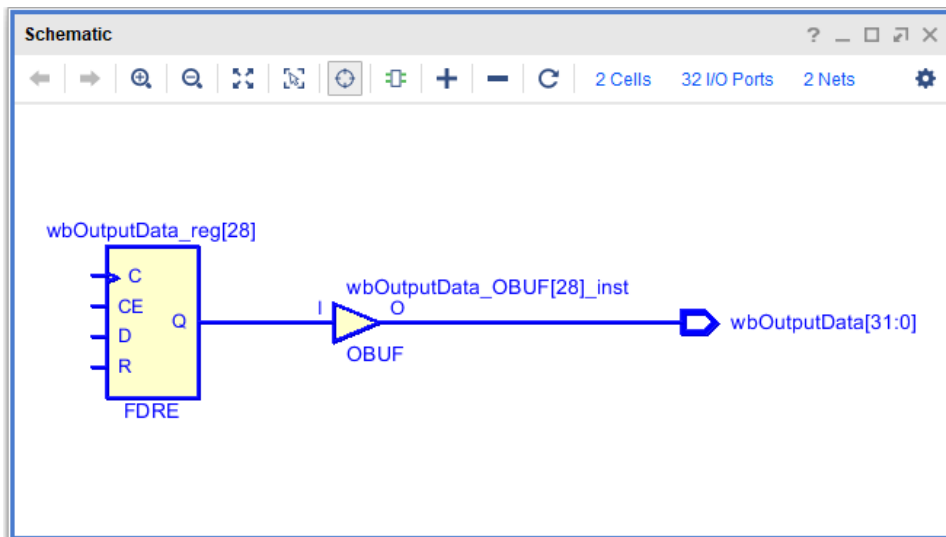 Schematic
?
2 Cells 32 I/O Ports 2 Nets
wbOutputData_reg[28]
C
CE
D
R
Q
FDRE
wbOutputData_OBUF[28]_inst
I
O
OBUF
wbOutputData[31:0]